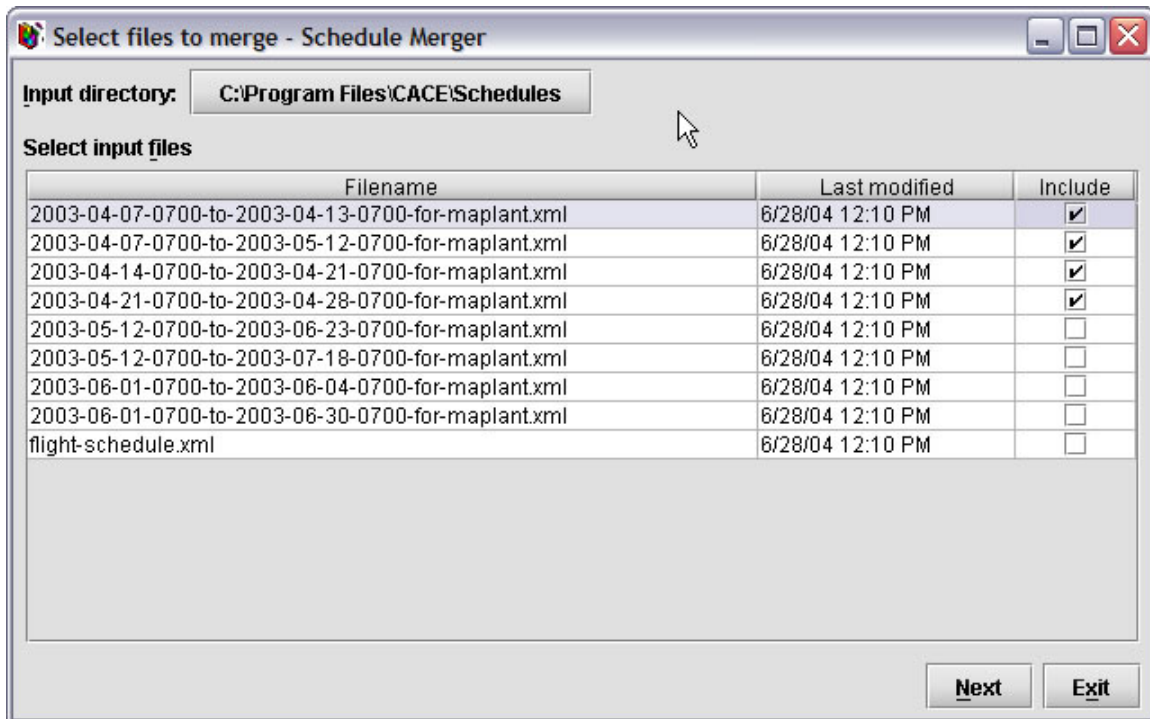 Select files to merge - Schedule Merger
Input directory: C:\Program Files\CACE\Schedules
Select input files
Filename Last modified Include
2003-04-07-0700-to-2003-04-13-0700-for-maplant.xml 6/28/04 12:10 PM
2003-04-07-0700-to-2003-05-12-0700-for-maplant.xml 6/28/04 12:10 PM
2003-04-14-0700-to-2003-04-21-0700-for-maplant.xml 6/28/04 12:10 PM
2003-04-21-0700-to-2003-04-28-0700-for-maplant.xml 6/28/04 12:10 PM
2003-05-12-0700-to-2003-06-23-0700-for-maplant.xml 6/28/04 12:10 PM
2003-05-12-0700-to-2003-07-18-0700-for-maplant.xml 6/28/04 12:10 PM
2003-06-01-0700-to-2003-06-04-0700-for-maplant.xml 6/28/04 12:10 PM
2003-06-01-0700-to-2003-06-30-0700-for-maplant.xml 6/28/04 12:10 PM
flight-schedule.xml 6/28/04 12:10 PM
Next Exit